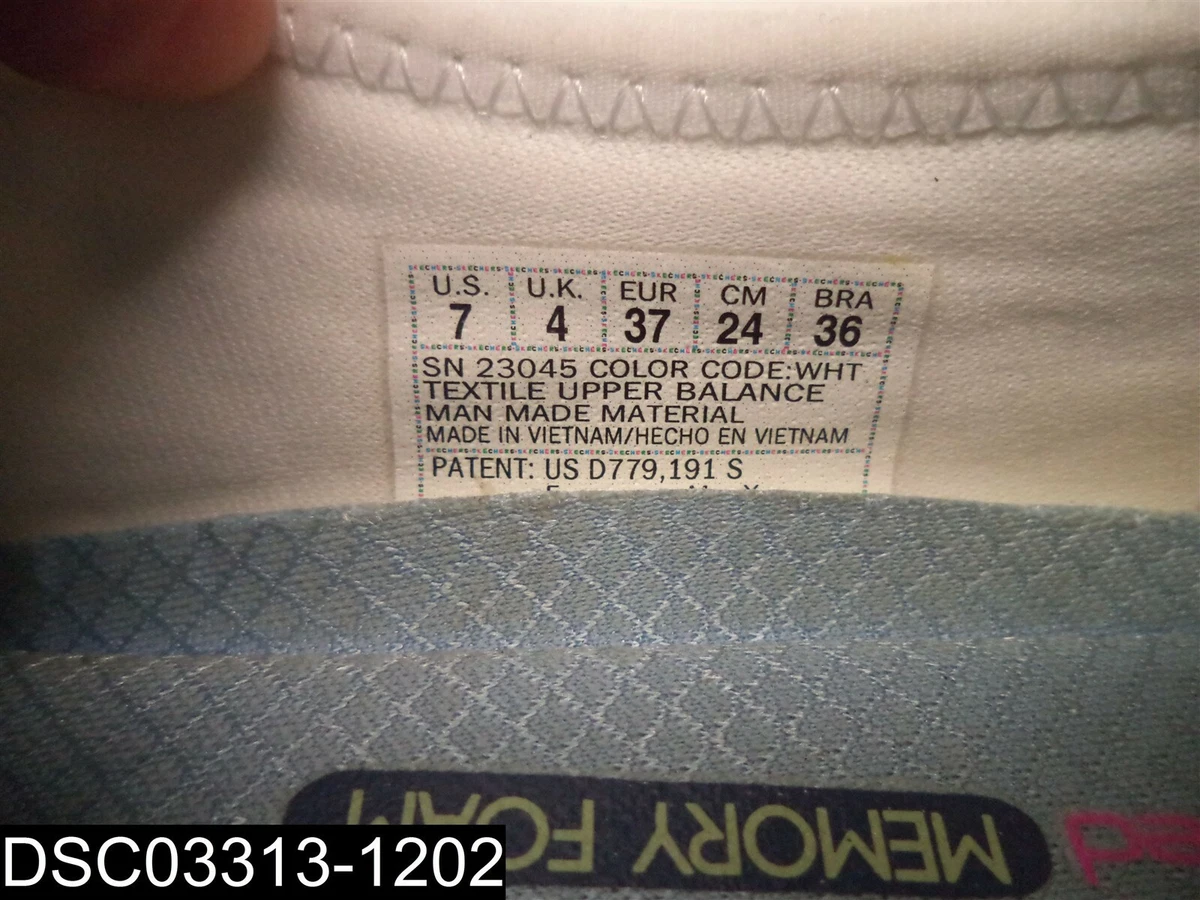 U.S. U.K. EUR CM BRA
7 4 37 24 36
SN 23045 COLOR CODE:WHT
TEXTILE UPPER BALANCE
MAN MADE MATERIAL
MADE IN VIETNAM/HECHO EN VIETNAM
PATENT: US D779,191 S
MEMORY FOAM
DSC03313-1202